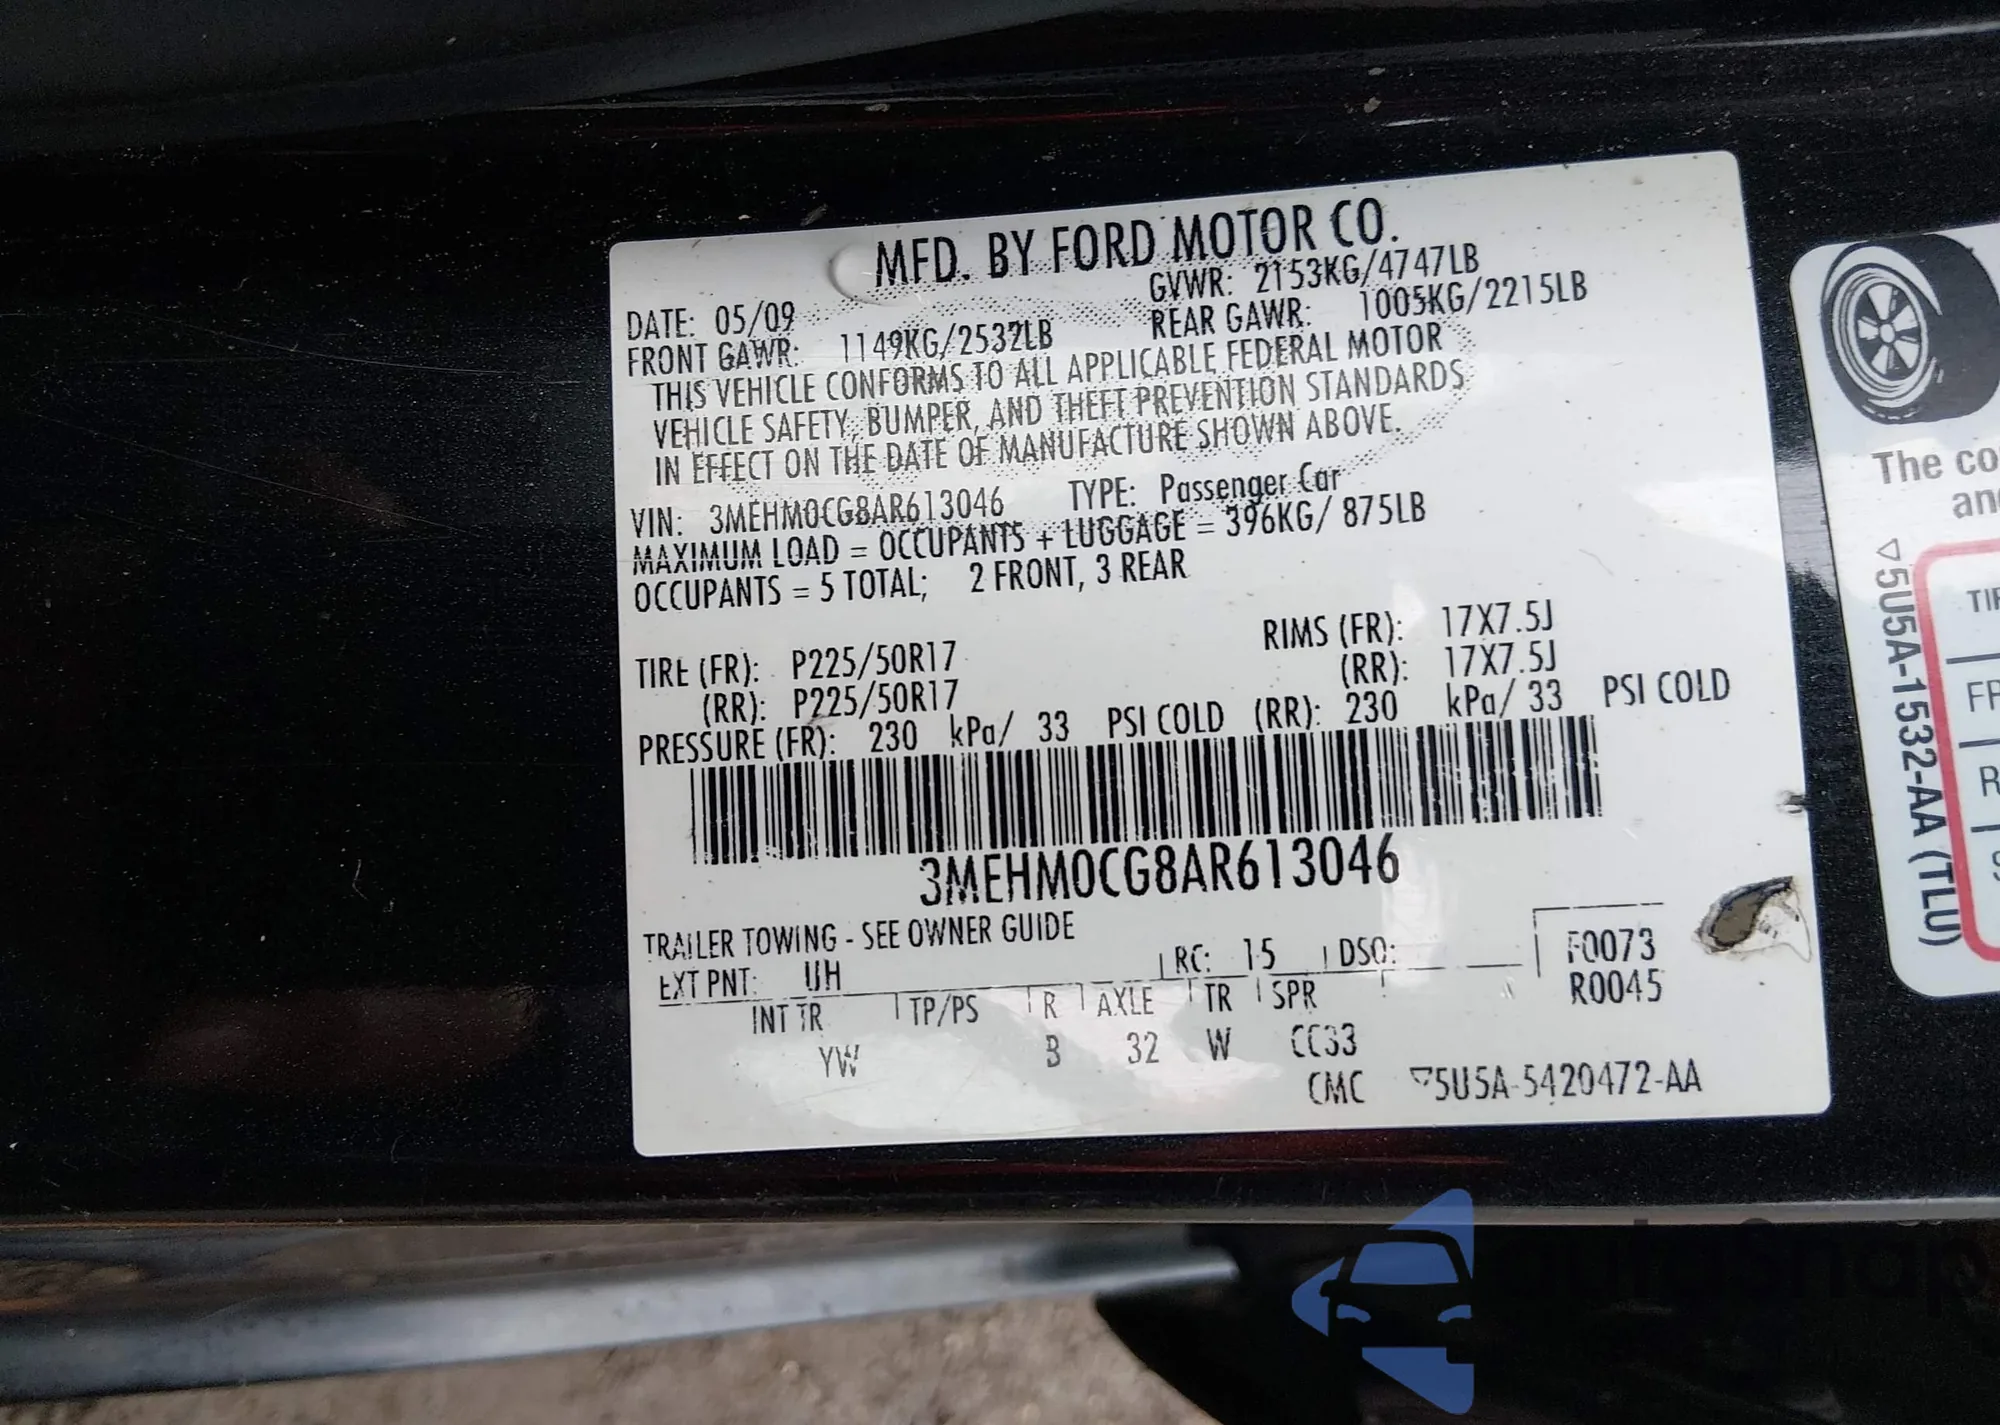 MFD. BY FORD MOTOR CO.
DATE: 05/09 GVWR: 2153KG/4747LB
FRONT GAWR: 1149KG/2532LB REAR GAWR: 1005KG/2215LB
THIS VEHICLE CONFORMS TO ALL APPLICABLE FEDERAL MOTOR
VEHICLE SAFETY, BUMPER, AND THEFT PREVENTION STANDARDS
IN EFFECT ON THE DATE OF MANUFACTURE SHOWN ABOVE.
VIN: 3MEHM0CG8AR613046 TYPE: Passenger Car
MAXIMUM LOAD = OCCUPANTS + LUGGAGE = 396KG/ 875LB
OCCUPANTS = 5 TOTAL; 2 FRONT, 3 REAR
TIRE (FR): P225/50R17 RIMS (FR): 17X7.5J
(RR): P225/50R17 (RR): 17X7.5J
PRESSURE (FR): 230 kPa/ 33 PSI COLD (RR): 230 kPa/ 33 PSI COLD
3MEHM0CG8AR613046
TRAILER TOWING - SEE OWNER GUIDE
EXT PNT: UH RC: 15 DSO: F0073
R0045
INT TR TP/PS R AXLE TR SPR
YW B 32 W CC33
CMC ▽5U5A-5420472-AA
The co
and
▽5U5A-1532-AA (TLU)
TIR
FR
R
S